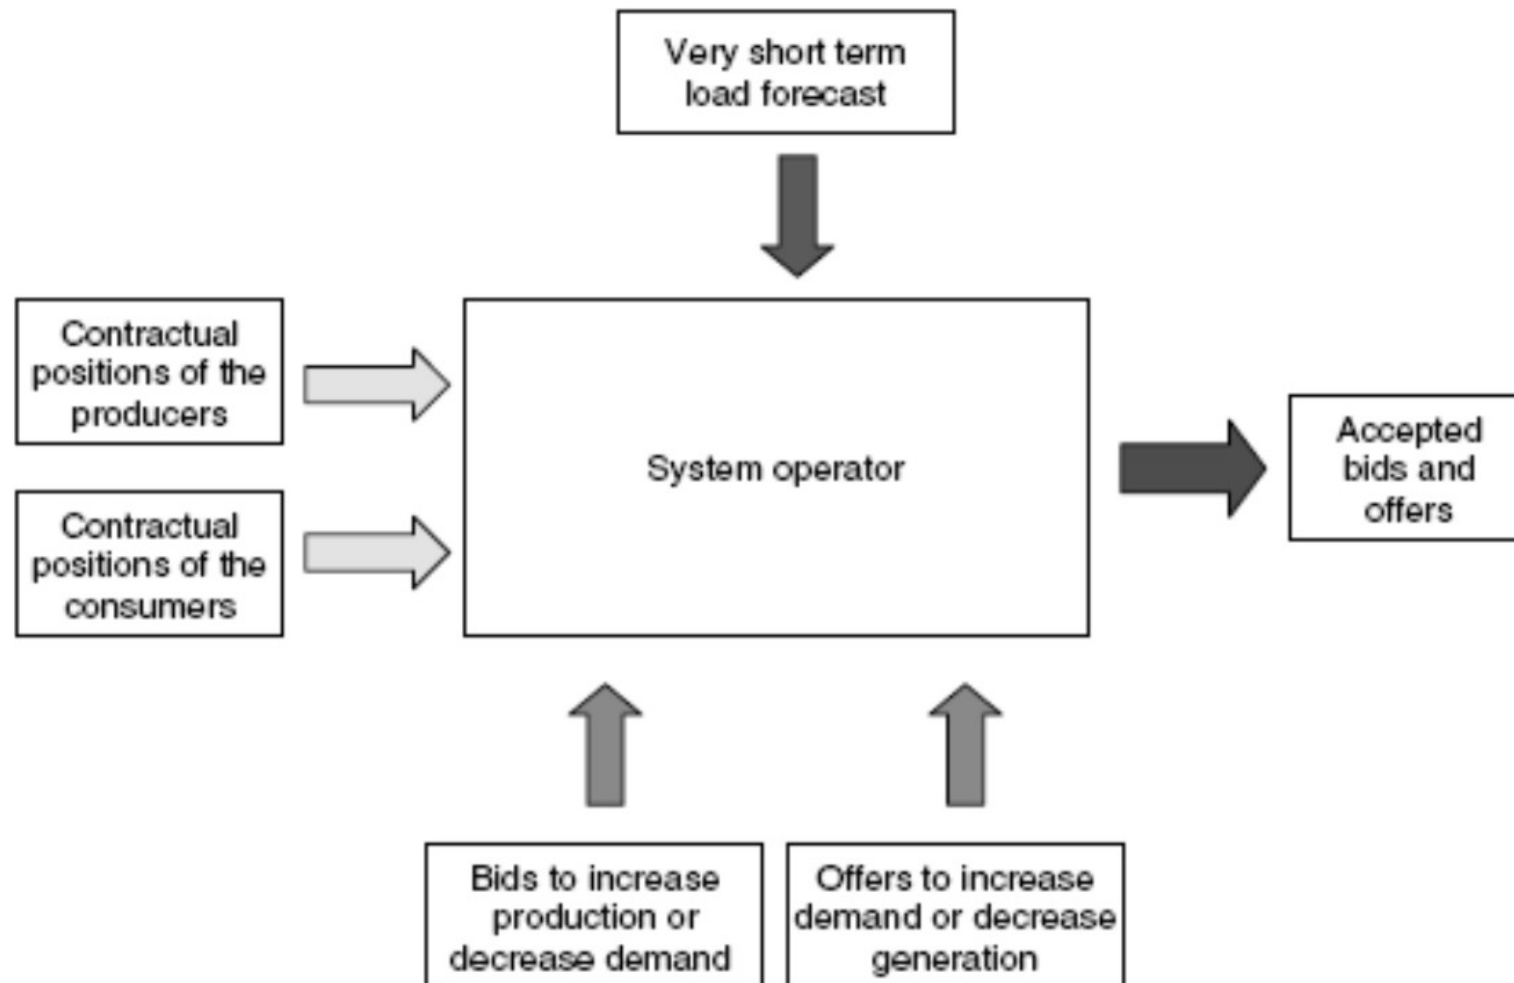 Very short term
load forecast
Contractual
positions of the
producers
Contractual
positions of the
consumers
System operator
Accepted
bids and
offers
Bids to increase
production or
decrease demand
Offers to increase
demand or decrease
generation